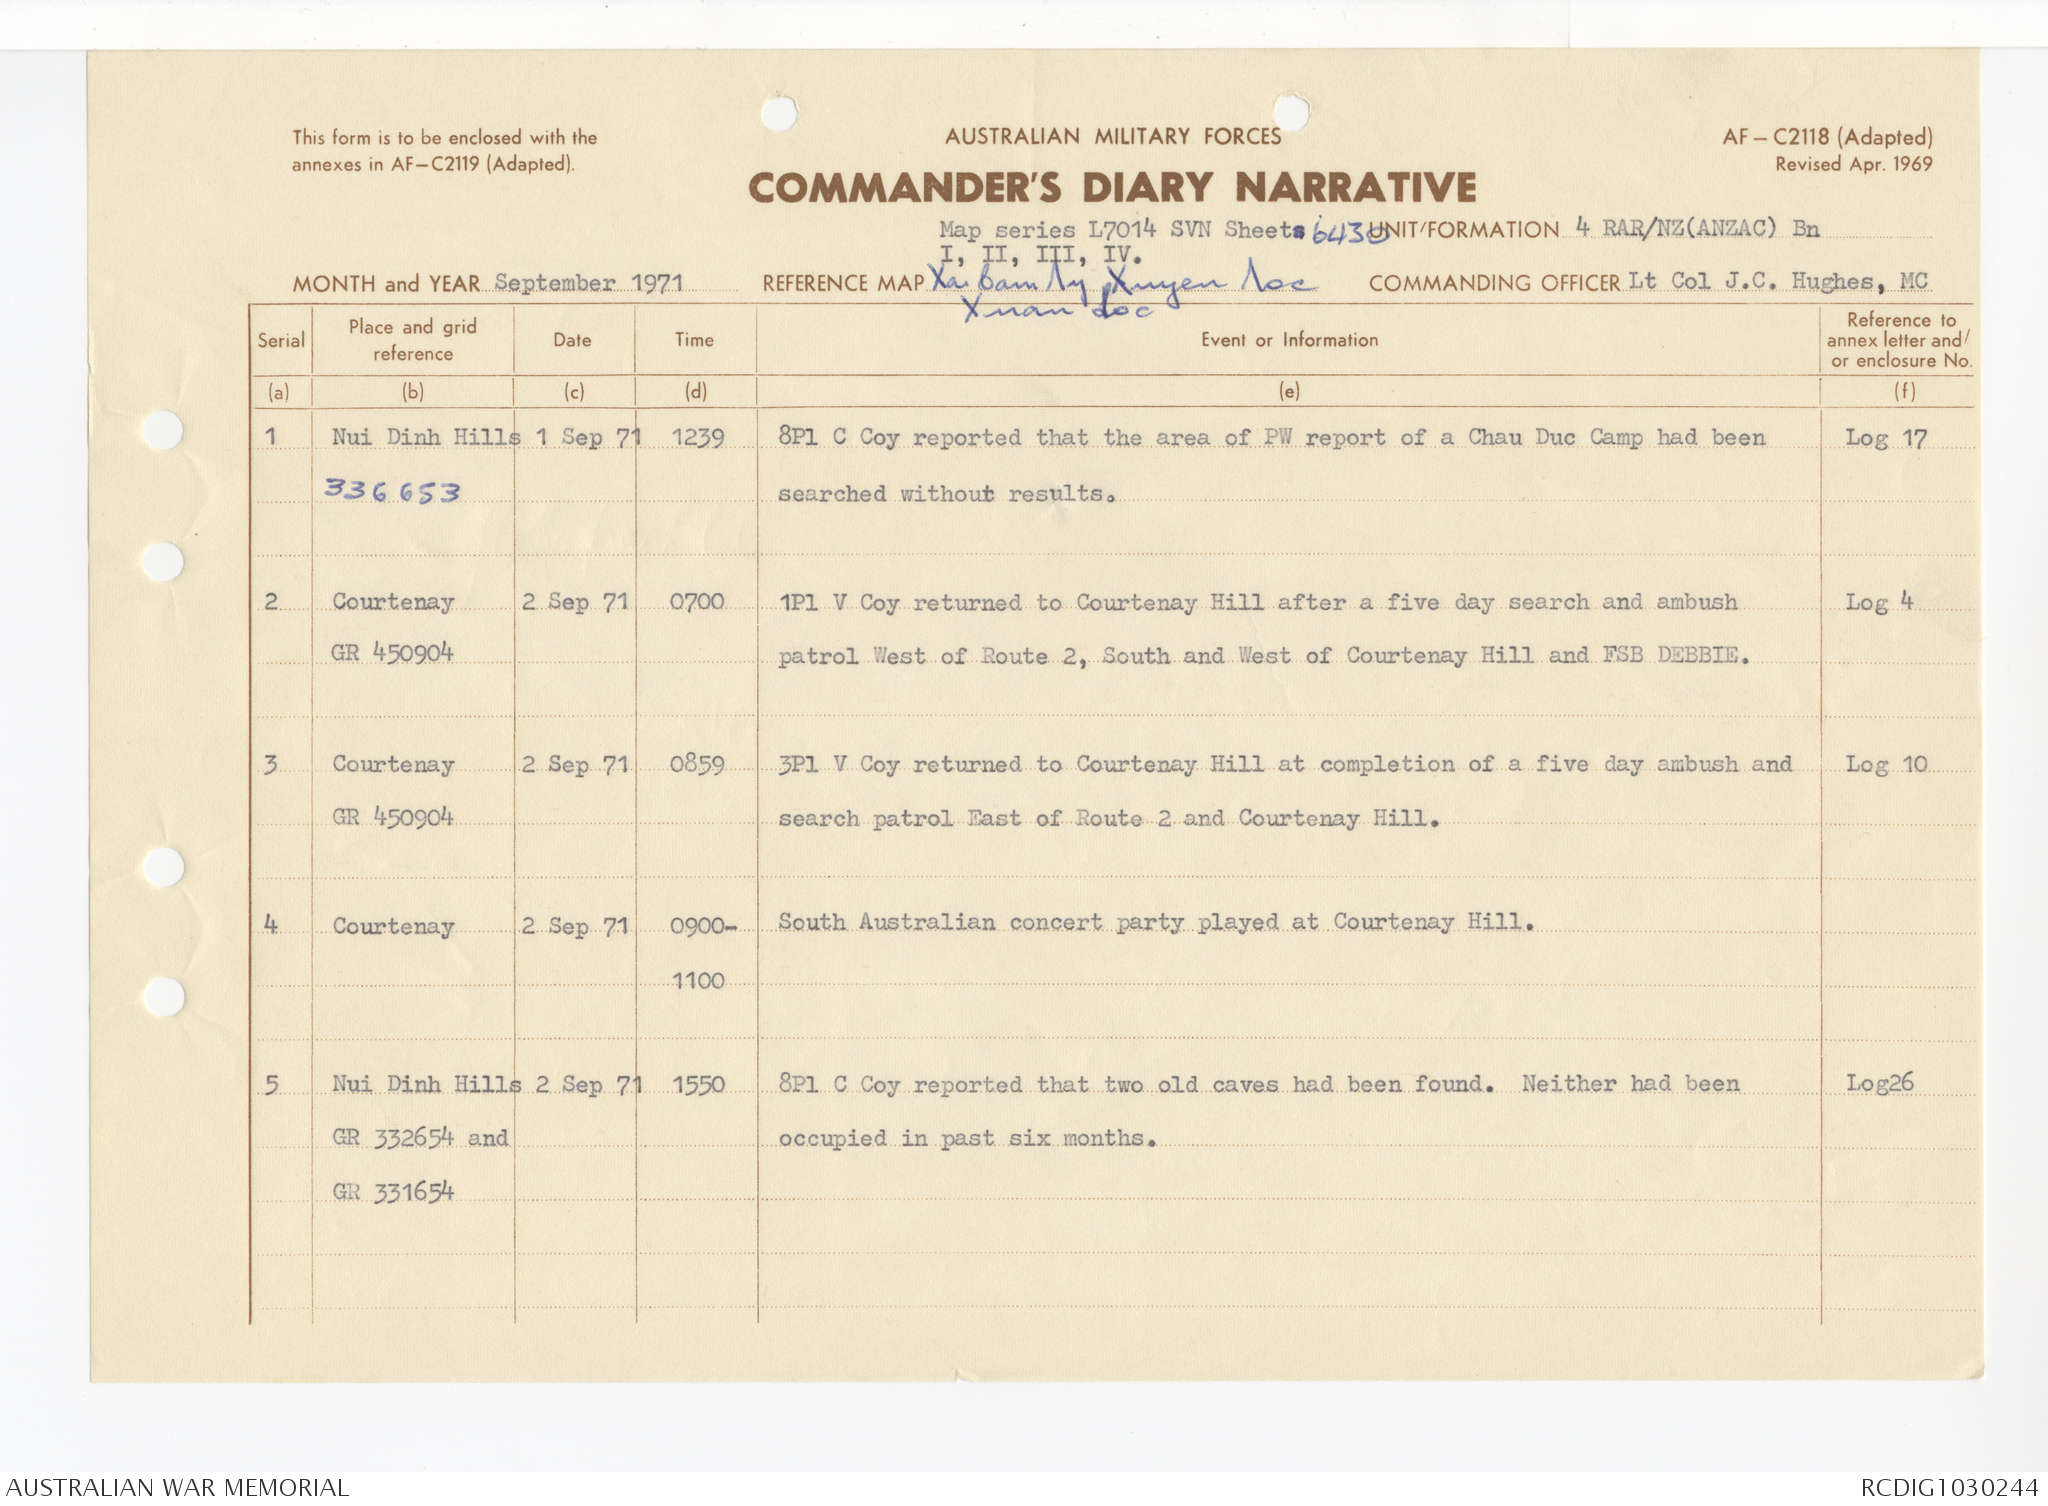 This form is to be enclosed with the
annexes in AF—C2119 (Adapted).
AUSTRALIAN MILITARY FORCES
COMMANDER'S DIARY NARRATIVE
AF — C2118 (Adapted)
Revised Apr. 1969
Map series L7014 SVN Sheets 6430 UNIT/FORMATION 4 RAR/NZ(ANZAC) Bn
I, II, III, IV.
MONTH and YEAR September 1971 REFERENCE MAP Xuyen Moc COMMANDING OFFICER Lt Col J.C. Hughes, MC
Xuan Loc
Serial Place and grid reference Date Time Event or Information Reference to annex letter and/or enclosure No.
(a) (b) (c) (d) (e) (f)
1 Nui Dinh Hills 1 Sep 71 1239 8Pl C Coy reported that the area of PW report of a Chau Duc Camp had been Log 17
336653 searched without results.
2 Courtenay 2 Sep 71 0700 1Pl V Coy returned to Courtenay Hill after a five day search and ambush Log 4
GR 450904 patrol West of Route 2, South and West of Courtenay Hill and FSB DEBBIE.
3 Courtenay 2 Sep 71 0859 3Pl V Coy returned to Courtenay Hill at completion of a five day ambush and Log 10
GR 450904 search patrol East of Route 2 and Courtenay Hill.
4 Courtenay 2 Sep 71 0900- South Australian concert party played at Courtenay Hill.
1100
5 Nui Dinh Hills 2 Sep 71 1550 8Pl C Coy reported that two old caves had been found. Neither had been Log26
GR 332654 and occupied in past six months.
GR 331654
AUSTRALIAN WAR MEMORIAL RCDIG1030244